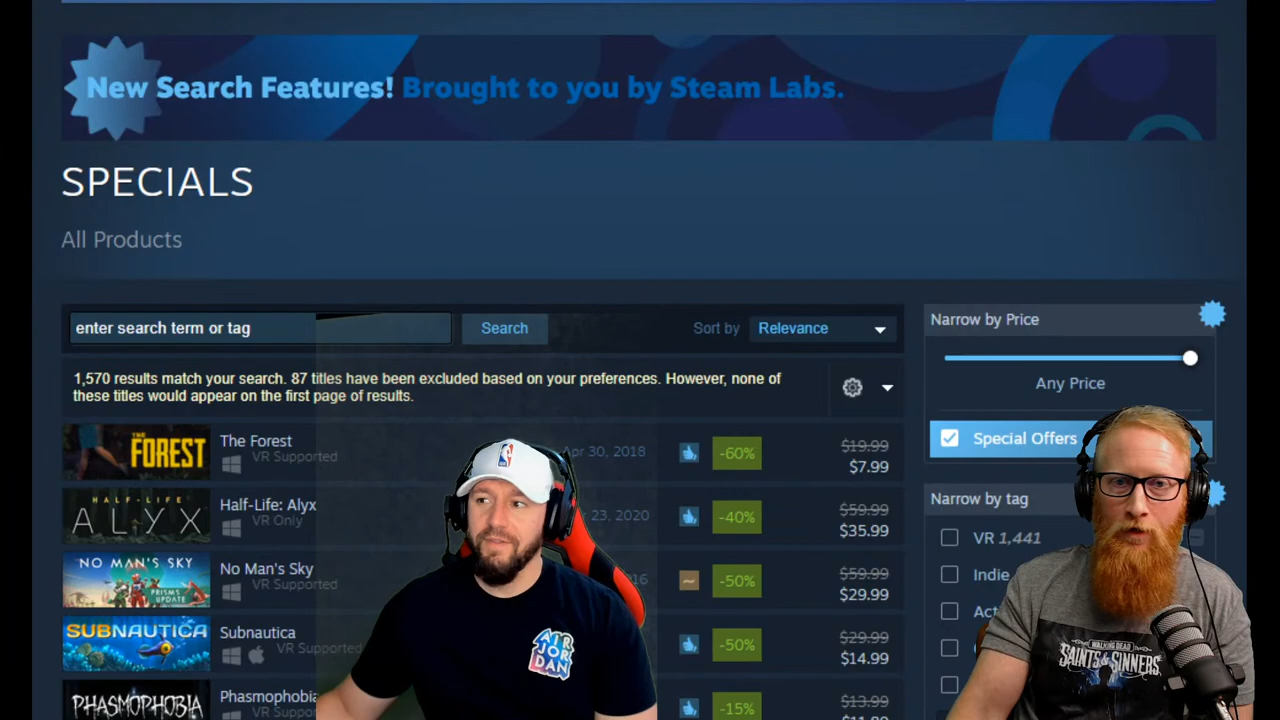 New Search Features! Brought to you by Steam Labs.
SPECIALS
All Products
enter search term or tag
Search
Sort by
Relevance
1,570 results match your search. 87 titles have been excluded based on your preferences. However, none of
these titles would appear on the first page of results.
THE FOREST
The Forest
VR Supported
Apr 30, 2018
-60%
$19.99
$7.99
HALF-LIFE
ALYX
Half-Life: Alyx
VR Only
23, 2020
-40%
$59.99
$35.99
NO MAN'S SKY
PRISMS
UPDATE
No Man's Sky
VR Supported
-50%
$59.99
$29.99
SUBNAUTICA
Subnautica
VR Supported
-50%
$29.99
$14.99
PHASMOPHOBIA
Phasmophobia
-15%
$13.99
Narrow by Price
Any Price
Special Offers
Narrow by tag
VR 1,441
Indie
AIR
JOR
DAN
THE WALKING DEAD
SAINTS & SINNERS